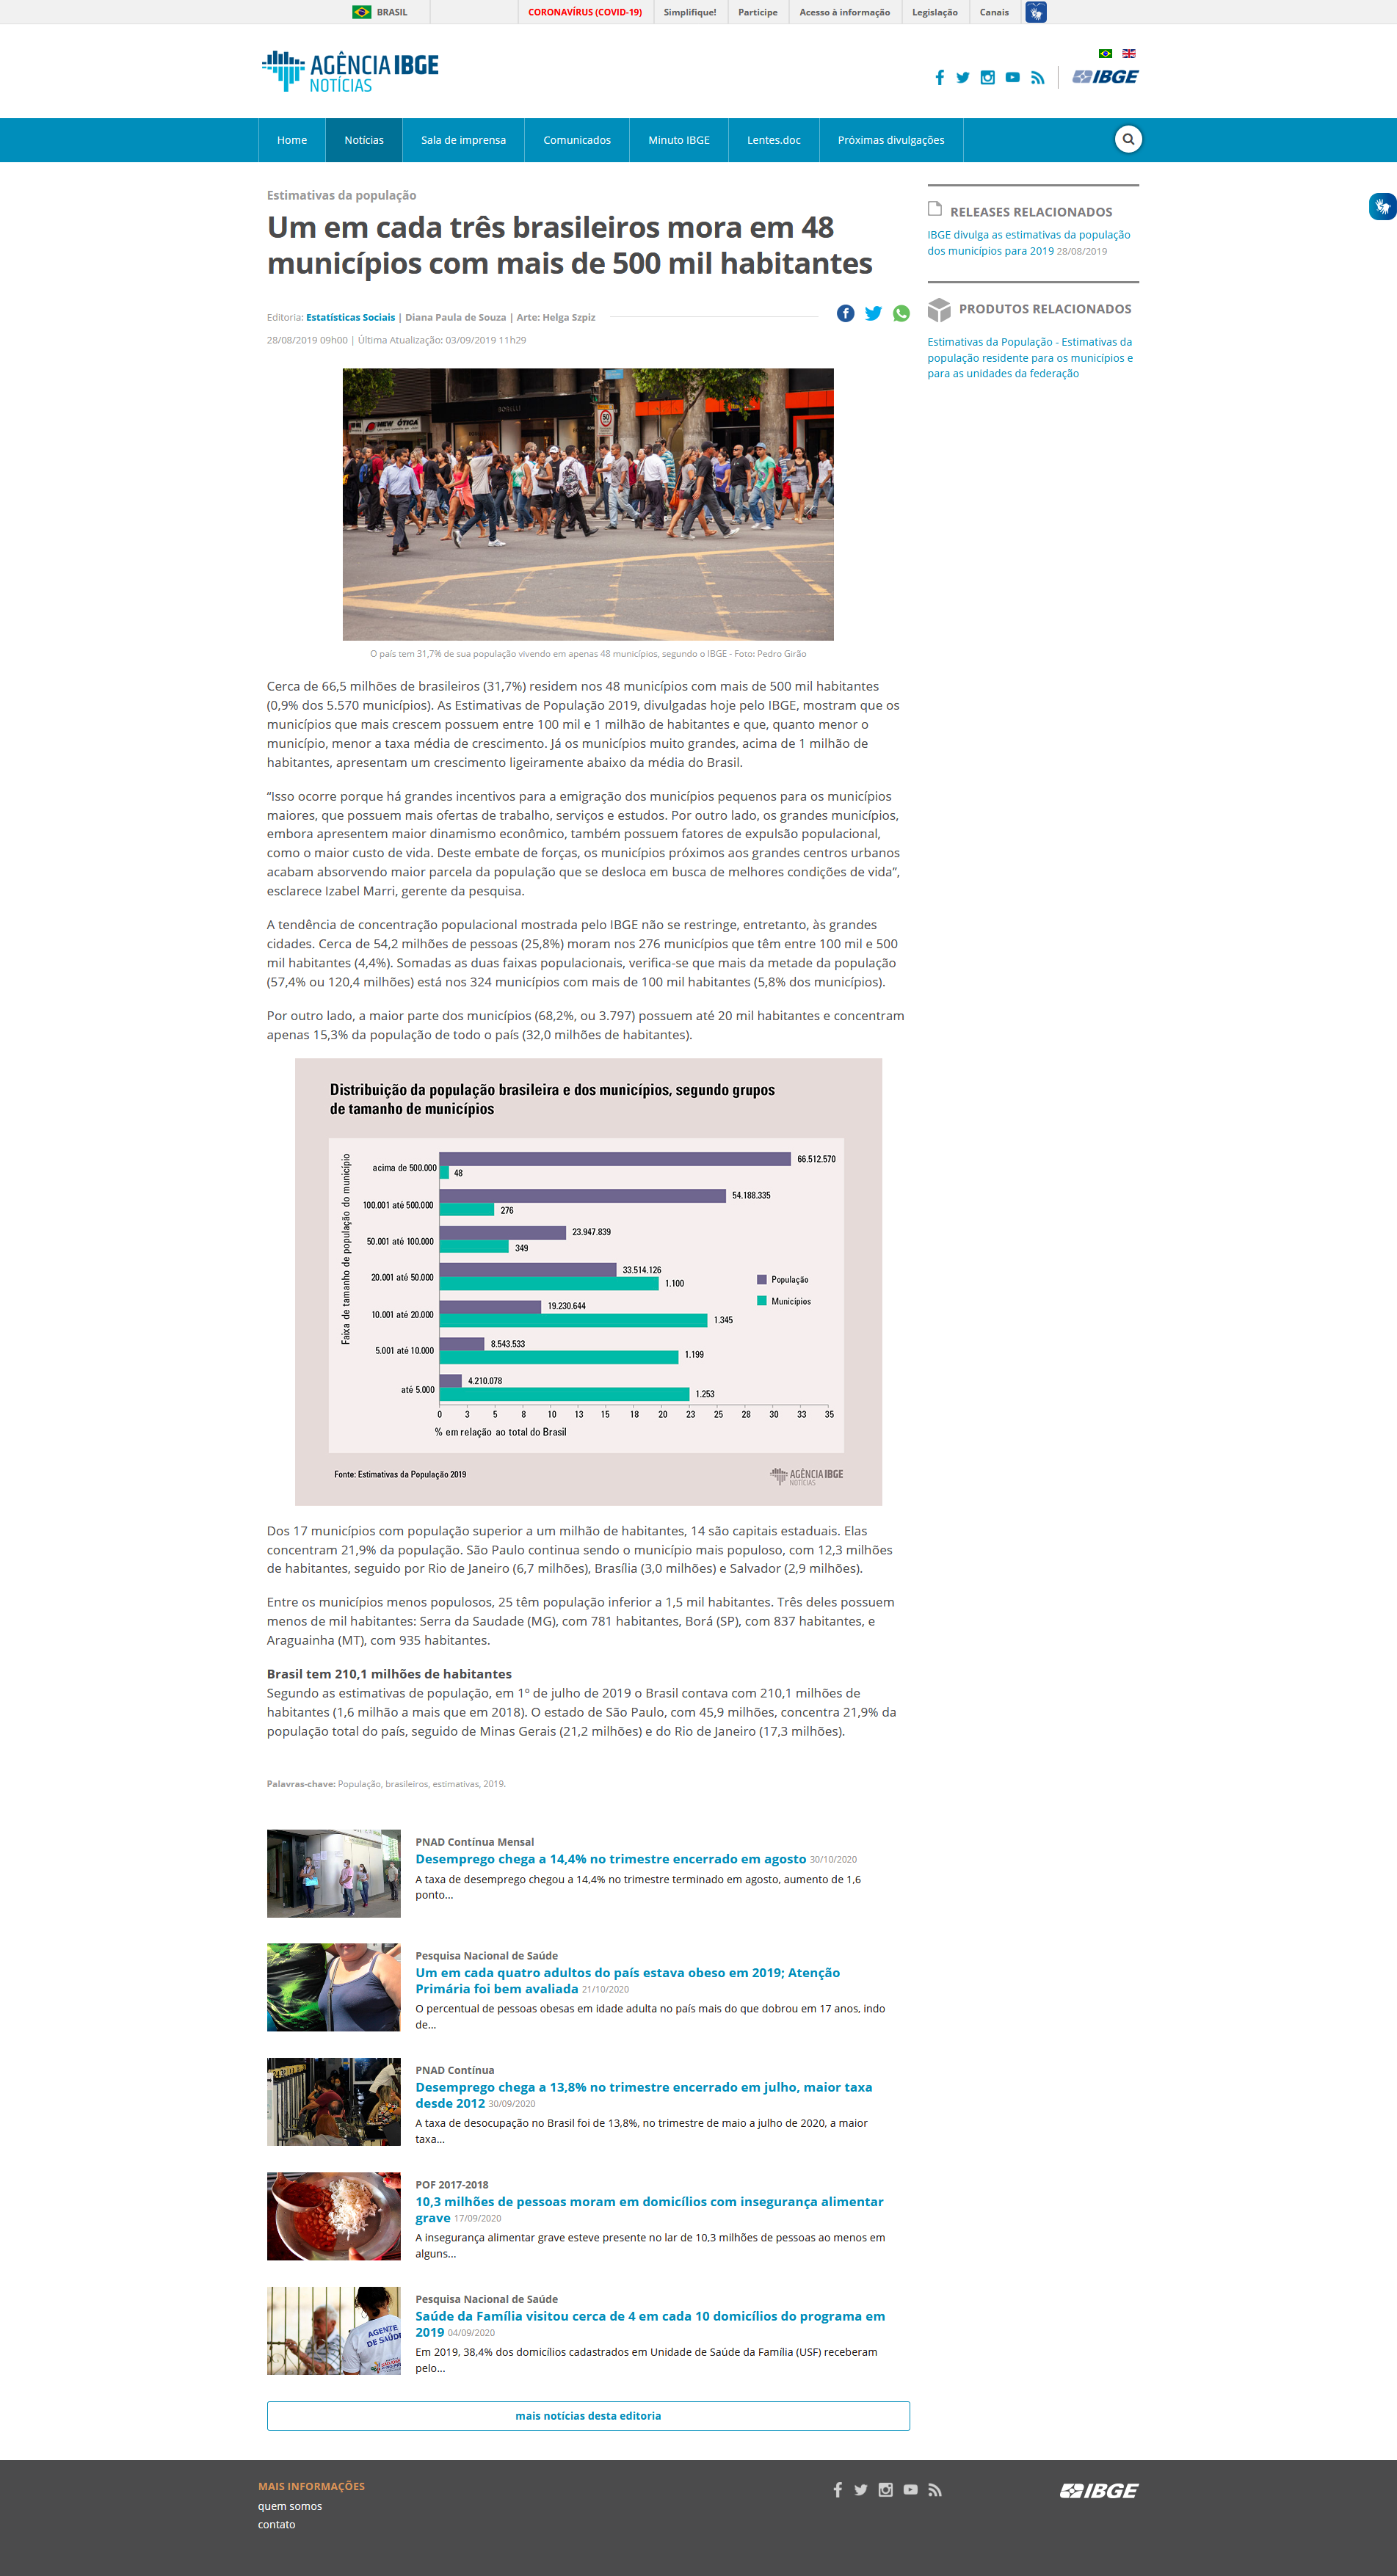 BRASIL
CORONAVÍRUS (COVID-19)
Simplifique!
Participe
Acesso à informação
Legislação
Canais
AGÊNCIA IBGE
NOTÍCIAS
IBGE
Home
Notícias
Sala de imprensa
Comunicados
Minuto IBGE
Lentes.doc
Próximas divulgações
Estimativas da população
Um em cada três brasileiros mora em 48
municípios com mais de 500 mil habitantes
Editoria: Estatísticas Sociais | Diana Paula de Souza | Arte: Helga Szpiz
28/08/2019 09h00 | Última Atualização: 03/09/2019 11h29
RELEASES RELACIONADOS
IBGE divulga as estimativas da população
dos municípios para 2019 28/08/2019
PRODUTOS RELACIONADOS
Estimativas da População - Estimativas da
população residente para os municípios e
para as unidades da federação
NEW ÓTICA
50
O país tem 31,7% de sua população vivendo em apenas 48 municípios, segundo o IBGE - Foto: Pedro Girão
Cerca de 66,5 milhões de brasileiros (31,7%) residem nos 48 municípios com mais de 500 mil habitantes
(0,9% dos 5.570 municípios). As Estimativas de População 2019, divulgadas hoje pelo IBGE, mostram que os
municípios que mais crescem possuem entre 100 mil e 1 milhão de habitantes e que, quanto menor o
município, menor a taxa média de crescimento. Já os municípios muito grandes, acima de 1 milhão de
habitantes, apresentam um crescimento ligeiramente abaixo da média do Brasil.
“Isso ocorre porque há grandes incentivos para a emigração dos municípios pequenos para os municípios
maiores, que possuem mais ofertas de trabalho, serviços e estudos. Por outro lado, os grandes municípios,
embora apresentem maior dinamismo econômico, também possuem fatores de expulsão populacional,
como o maior custo de vida. Deste embate de forças, os municípios próximos aos grandes centros urbanos
acabam absorvendo maior parcela da população que se desloca em busca de melhores condições de vida”,
esclarece Izabel Marri, gerente da pesquisa.
A tendência de concentração populacional mostrada pelo IBGE não se restringe, entretanto, às grandes
cidades. Cerca de 54,2 milhões de pessoas (25,8%) moram nos 276 municípios que têm entre 100 mil e 500
mil habitantes (4,4%). Somadas as duas faixas populacionais, verifica-se que mais da metade da população
(57,4% ou 120,4 milhões) está nos 324 municípios com mais de 100 mil habitantes (5,8% dos municípios).
Por outro lado, a maior parte dos municípios (68,2%, ou 3.797) possuem até 20 mil habitantes e concentram
apenas 15,3% da população de todo o país (32,0 milhões de habitantes).
Distribuição da população brasileira e dos municípios, segundo grupos
de tamanho de municípios
Faixa de tamanho de população do município
acima de 500.000
66.512.570
48
100.001 até 500.000
54.188.335
276
50.001 até 100.000
23.947.839
349
20.001 até 50.000
33.514.126
1.100
10.001 até 20.000
19.230.644
1.345
5.001 até 10.000
8.543.533
1.199
até 5.000
4.210.078
1.253
População
Municípios
0 3 5 8 10 13 15 18 20 23 25 28 30 33 35
% em relação ao total do Brasil
Fonte: Estimativas da População 2019
AGÊNCIA IBGE
NOTÍCIAS
Dos 17 municípios com população superior a um milhão de habitantes, 14 são capitais estaduais. Elas
concentram 21,9% da população. São Paulo continua sendo o município mais populoso, com 12,3 milhões
de habitantes, seguido por Rio de Janeiro (6,7 milhões), Brasília (3,0 milhões) e Salvador (2,9 milhões).
Entre os municípios menos populosos, 25 têm população inferior a 1,5 mil habitantes. Três deles possuem
menos de mil habitantes: Serra da Saudade (MG), com 781 habitantes, Borá (SP), com 837 habitantes, e
Araguainha (MT), com 935 habitantes.
Brasil tem 210,1 milhões de habitantes
Segundo as estimativas de população, em 1º de julho de 2019 o Brasil contava com 210,1 milhões de
habitantes (1,6 milhão a mais que em 2018). O estado de São Paulo, com 45,9 milhões, concentra 21,9% da
população total do país, seguido de Minas Gerais (21,2 milhões) e do Rio de Janeiro (17,3 milhões).
Palavras-chave: População, brasileiros, estimativas, 2019.
PNAD Contínua Mensal
Desemprego chega a 14,4% no trimestre encerrado em agosto 30/10/2020
A taxa de desemprego chegou a 14,4% no trimestre terminado em agosto, aumento de 1,6
ponto...
Pesquisa Nacional de Saúde
Um em cada quatro adultos do país estava obeso em 2019; Atenção
Primária foi bem avaliada 21/10/2020
O percentual de pessoas obesas em idade adulta no país mais do que dobrou em 17 anos, indo
de...
PNAD Contínua
Desemprego chega a 13,8% no trimestre encerrado em julho, maior taxa
desde 2012 30/09/2020
A taxa de desocupação no Brasil foi de 13,8%, no trimestre de maio a julho de 2020, a maior
taxa...
POF 2017-2018
10,3 milhões de pessoas moram em domicílios com insegurança alimentar
grave 17/09/2020
A insegurança alimentar grave esteve presente no lar de 10,3 milhões de pessoas ao menos em
alguns...
AGENTE
DE SAÚDE
Pesquisa Nacional de Saúde
Saúde da Família visitou cerca de 4 em cada 10 domicílios do programa em
2019 04/09/2020
Em 2019, 38,4% dos domicílios cadastrados em Unidade de Saúde da Família (USF) receberam
pelo...
mais notícias desta editoria
MAIS INFORMAÇÕES
quem somos
contato
IBGE